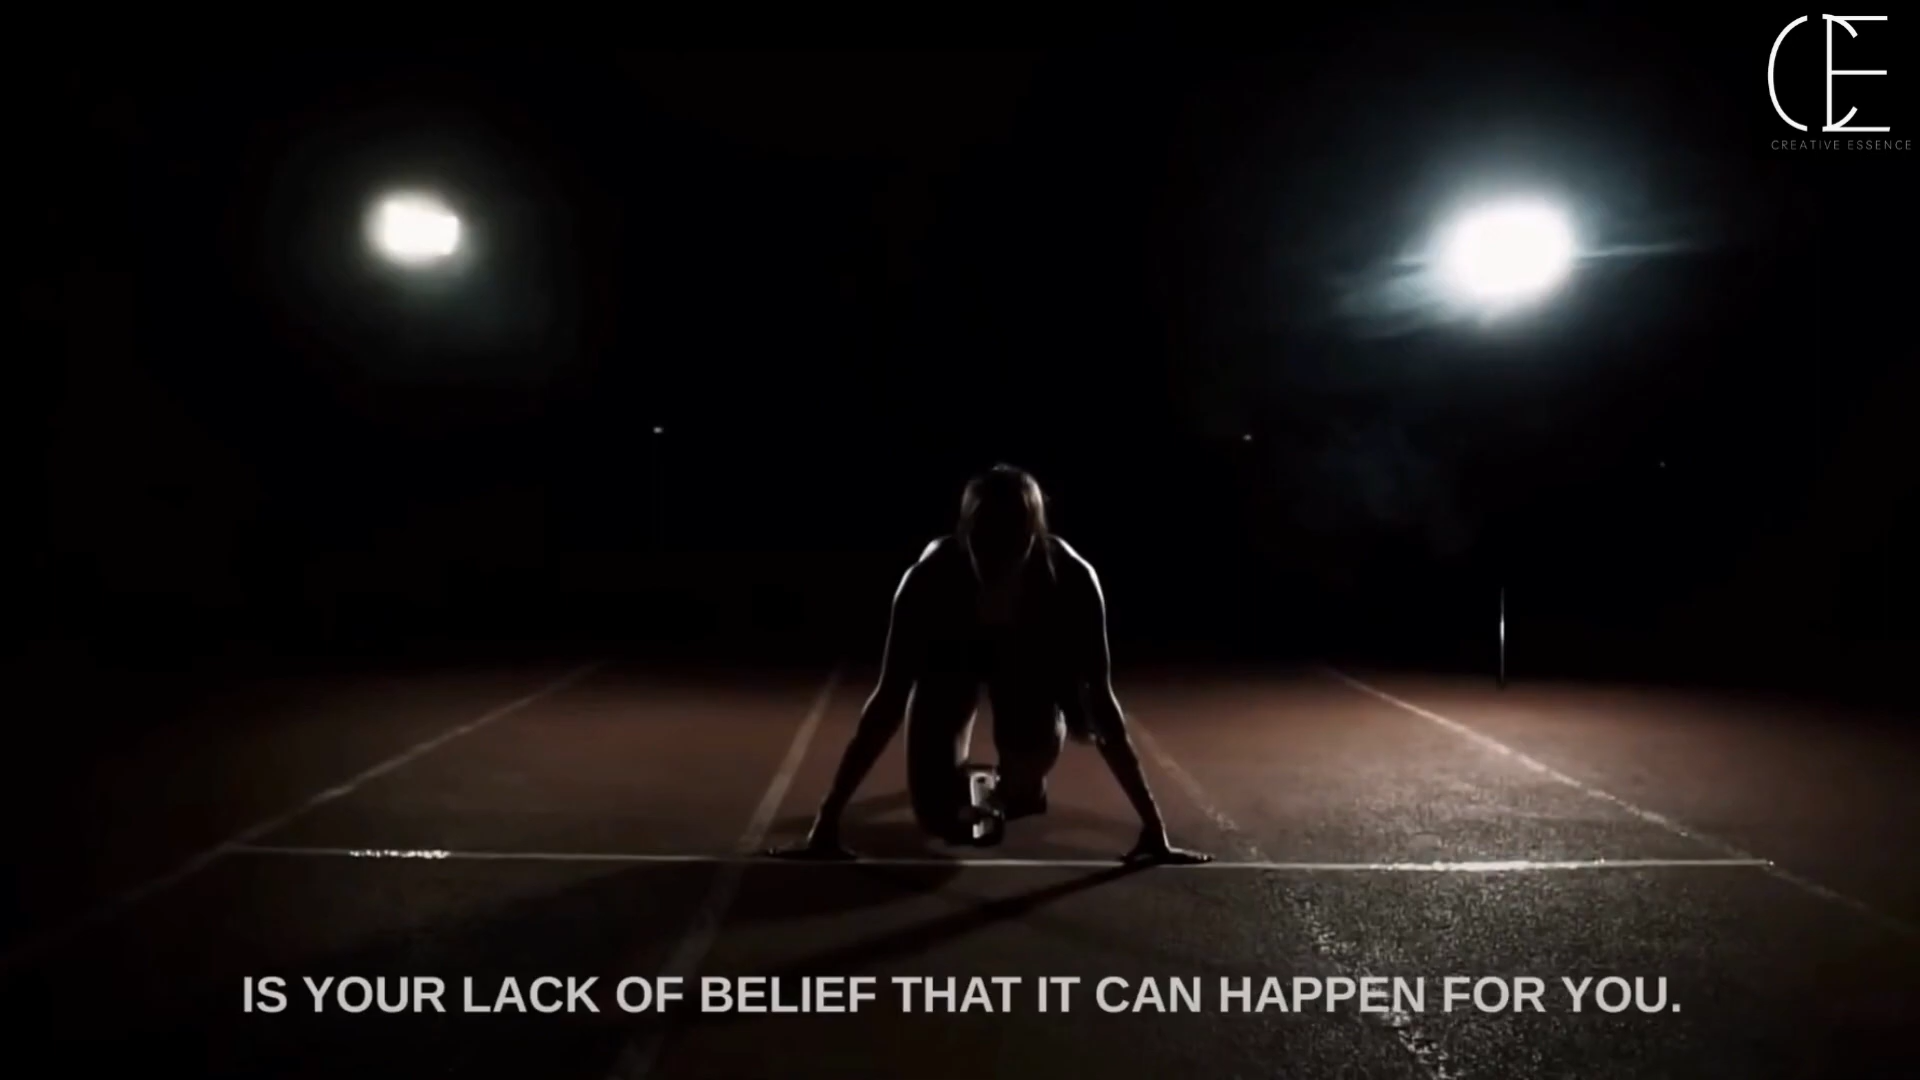 CE
CREATIVE ESSENCE
IS YOUR LACK OF BELIEF THAT IT CAN HAPPEN FOR YOU.